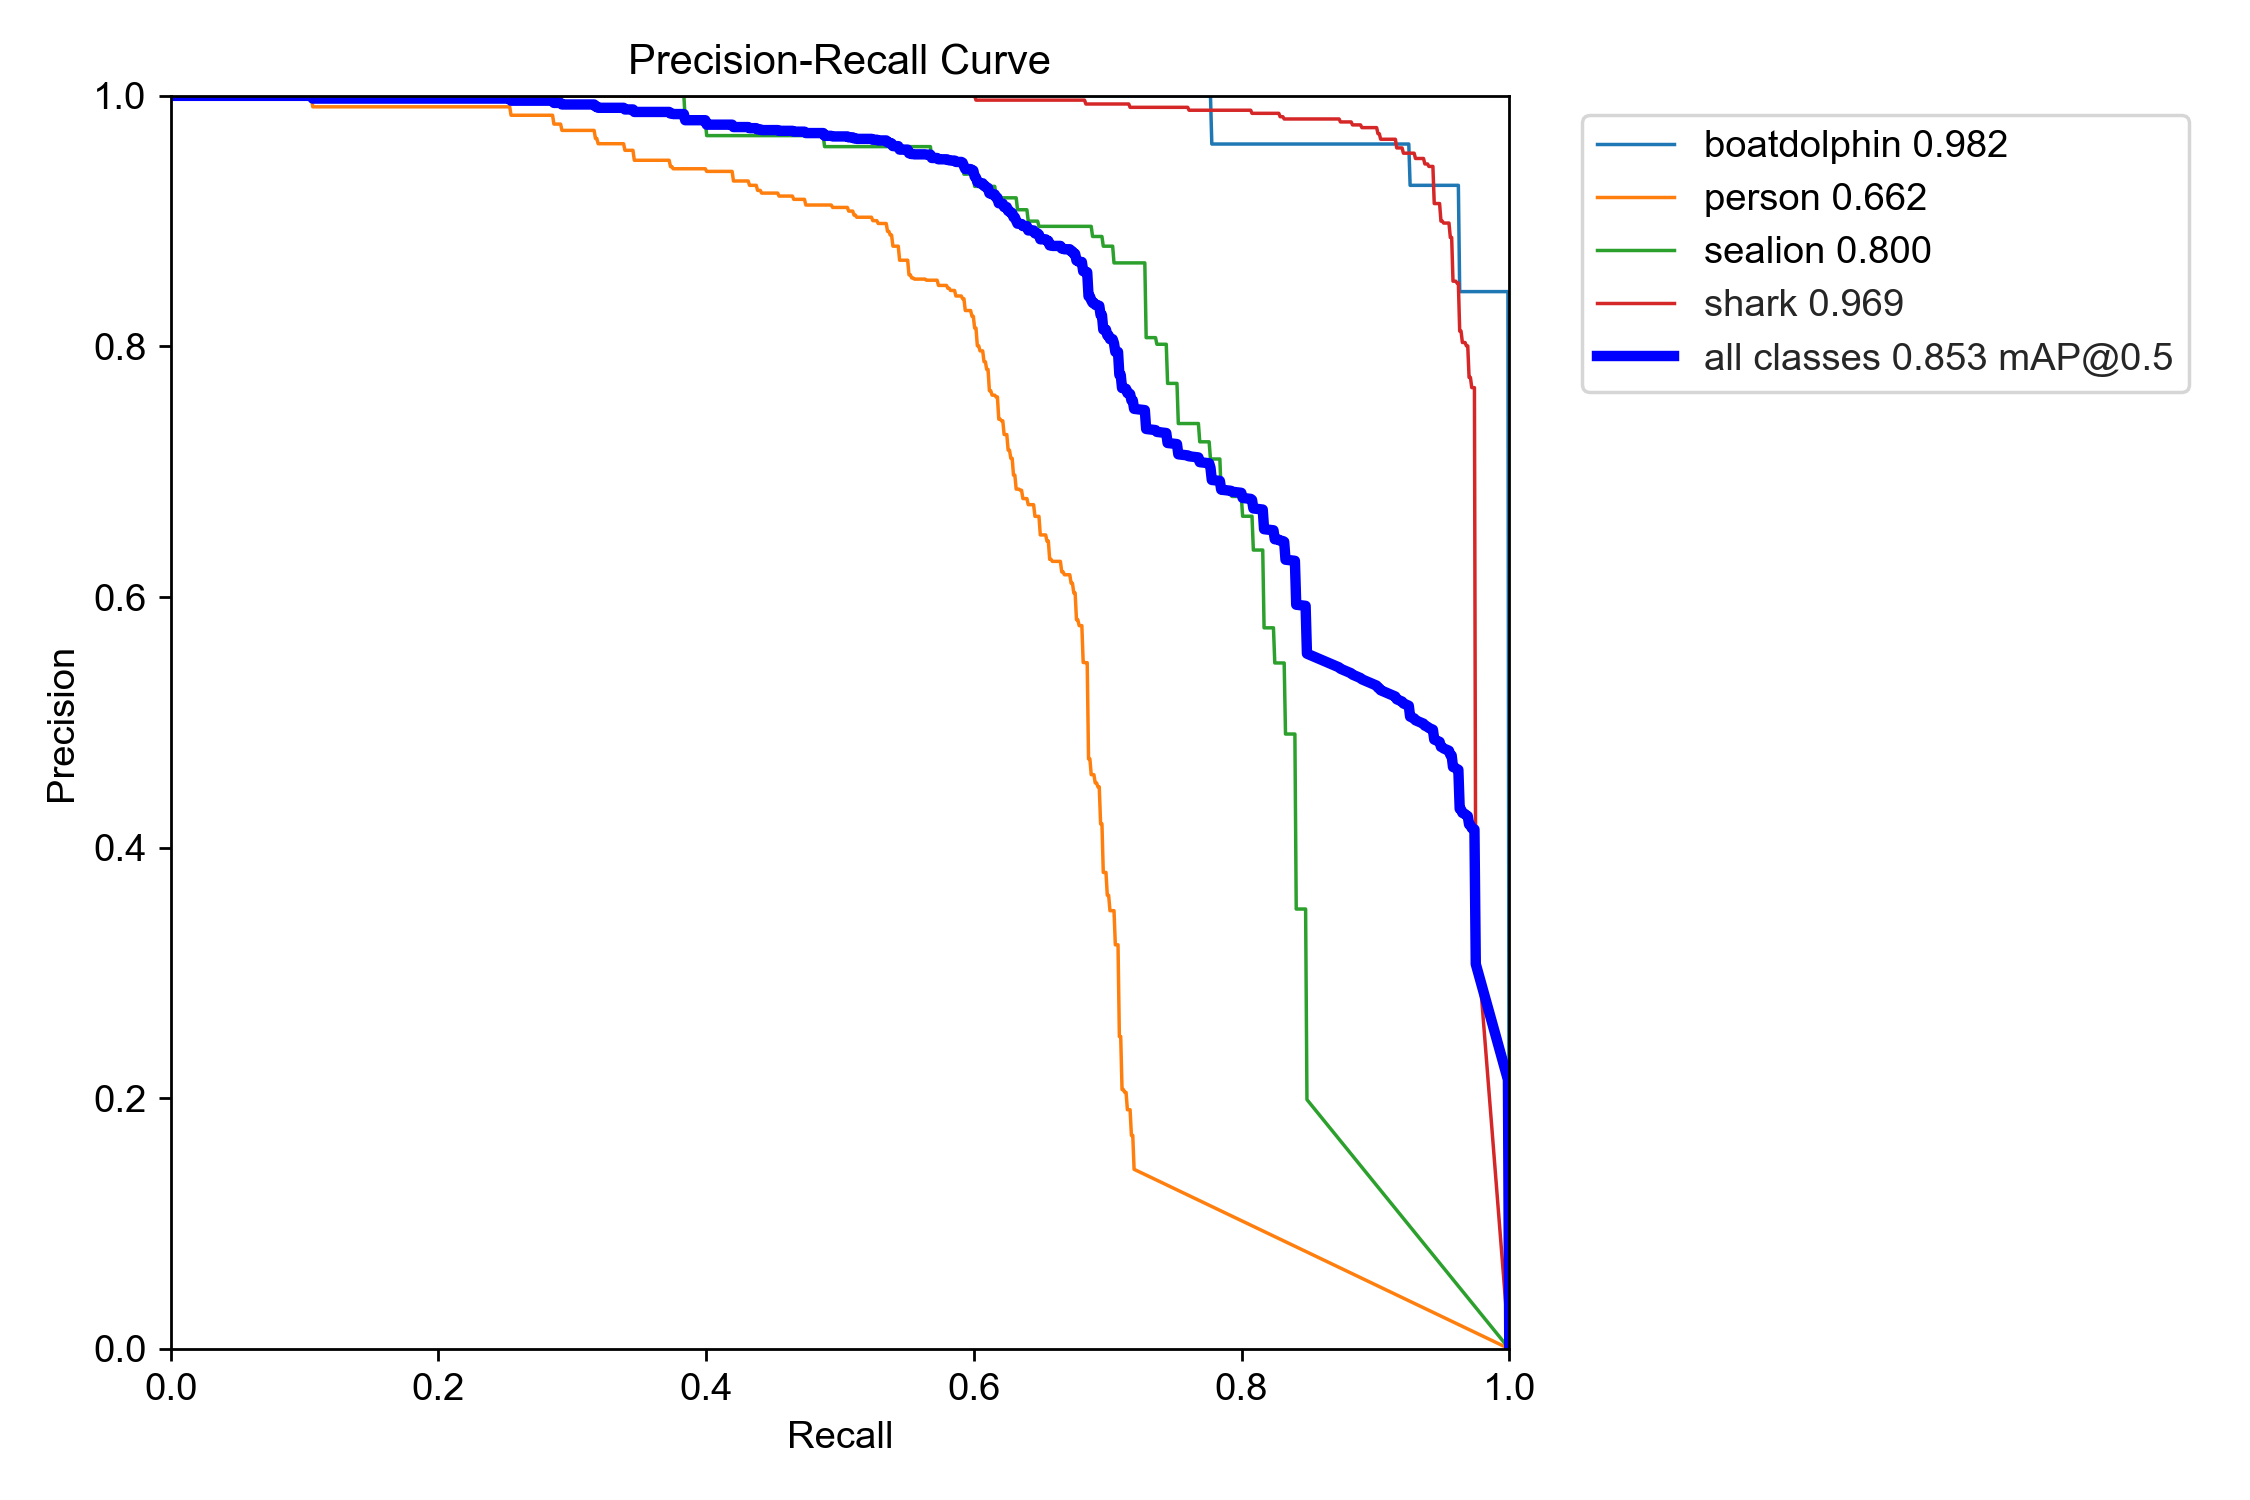 Precision-Recall Curve
1.0
0.8
0.6
0.4
0.2
0.0
Precision
0.0 0.2 0.4 0.6 0.8 1.0
Recall
boatdolphin 0.982
person 0.662
sealion 0.800
shark 0.969
all classes 0.853 mAP@0.5